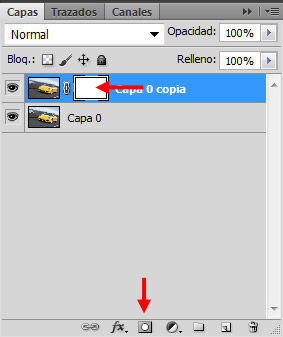 Capas Trazados Canales
Normal Opacidad: 100%
Bloq.: Relleno: 100%
Capa 0 copia
Capa 0
fx.